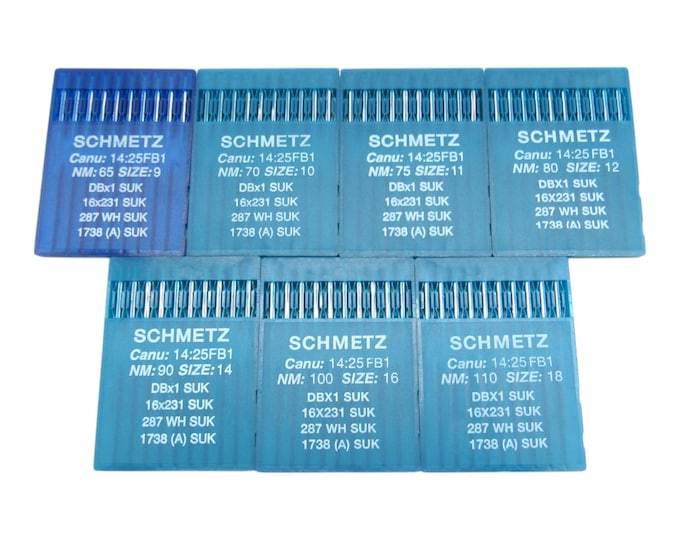 SCHMETZ
Canu: 14:25FB1
NM: 65 SIZE: 9
DBx1 SUK
16x231 SUK
287 WH SUK
1738 (A) SUK
SCHMETZ
Canu: 14:25FB1
NM: 70 SIZE: 10
DBx1 SUK
16x231 SUK
287 WH SUK
1738 (A) SUK
SCHMETZ
Canu: 14:25FB1
NM: 75 SIZE: 11
DBx1 SUK
16x231 SUK
287 WH SUK
1738 (A) SUK
SCHMETZ
Canu: 14:25FB1
NM: 80 SIZE: 12
DBX1 SUK
16x231 SUK
287 WH SUK
1738 (A) SUK
SCHMETZ
Canu: 14:25FB1
NM: 90 SIZE: 14
DBx1 SUK
16x231 SUK
287 WH SUK
1738 (A) SUK
SCHMETZ
Canu: 14:25 FB1
NM: 100 SIZE: 16
DBX1 SUK
16X231 SUK
287 WH SUK
1738 (A) SUK
SCHMETZ
Canu: 14:25 FB1
NM: 110 SIZE: 18
DBX1 SUK
16X231 SUK
287 WH SUK
1738 (A) SUK